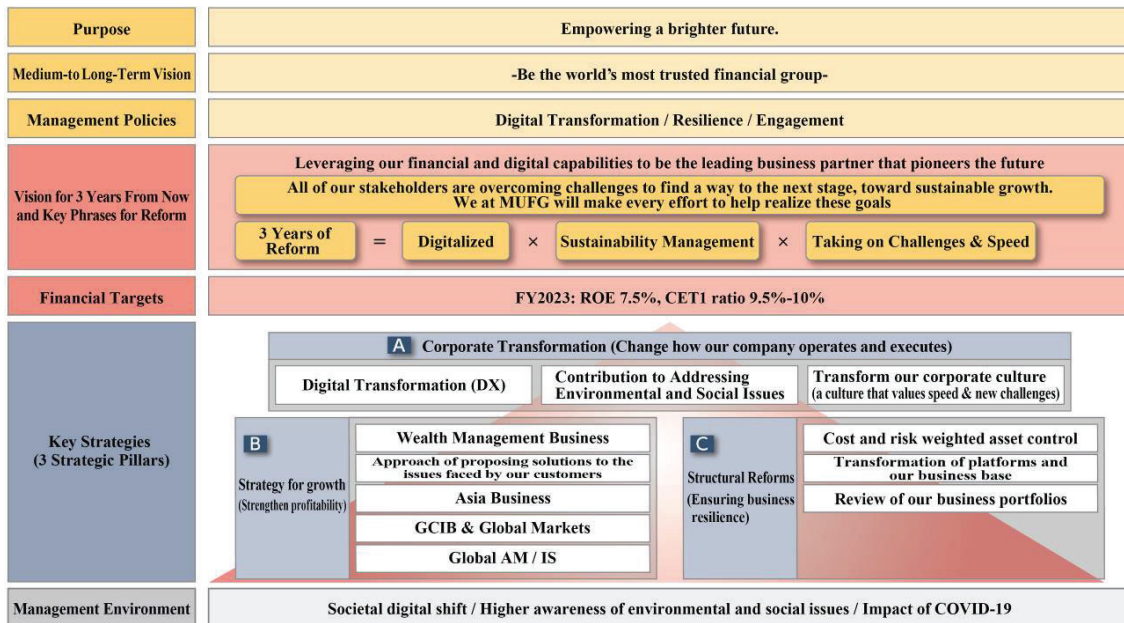 Purpose
Empowering a brighter future.
Medium-to Long-Term Vision
-Be the world's most trusted financial group-
Management Policies
Digital Transformation / Resilience / Engagement
Vision for 3 Years From Now
and Key Phrases for Reform
Leveraging our financial and digital capabilities to be the leading business partner that pioneers the future
All of our stakeholders are overcoming challenges to find a way to the next stage, toward sustainable growth.
We at MUFG will make every effort to help realize these goals
3 Years of
Reform
=
Digitalized
×
Sustainability Management
×
Taking on Challenges & Speed
Financial Targets
FY2023: ROE 7.5%, CET1 ratio 9.5%-10%
Key Strategies
(3 Strategic Pillars)
A Corporate Transformation (Change how our company operates and executes)
Digital Transformation (DX)
Contribution to Addressing
Environmental and Social Issues
Transform our corporate culture
(a culture that values speed & new challenges)
B
Strategy for growth
(Strengthen profitability)
Wealth Management Business
Approach of proposing solutions to the
issues faced by our customers
Asia Business
GCIB & Global Markets
Global AM / IS
C
Structural Reforms
(Ensuring business
resilience)
Cost and risk weighted asset control
Transformation of platforms and
our business base
Review of our business portfolios
Management Environment
Societal digital shift / Higher awareness of environmental and social issues / Impact of COVID-19